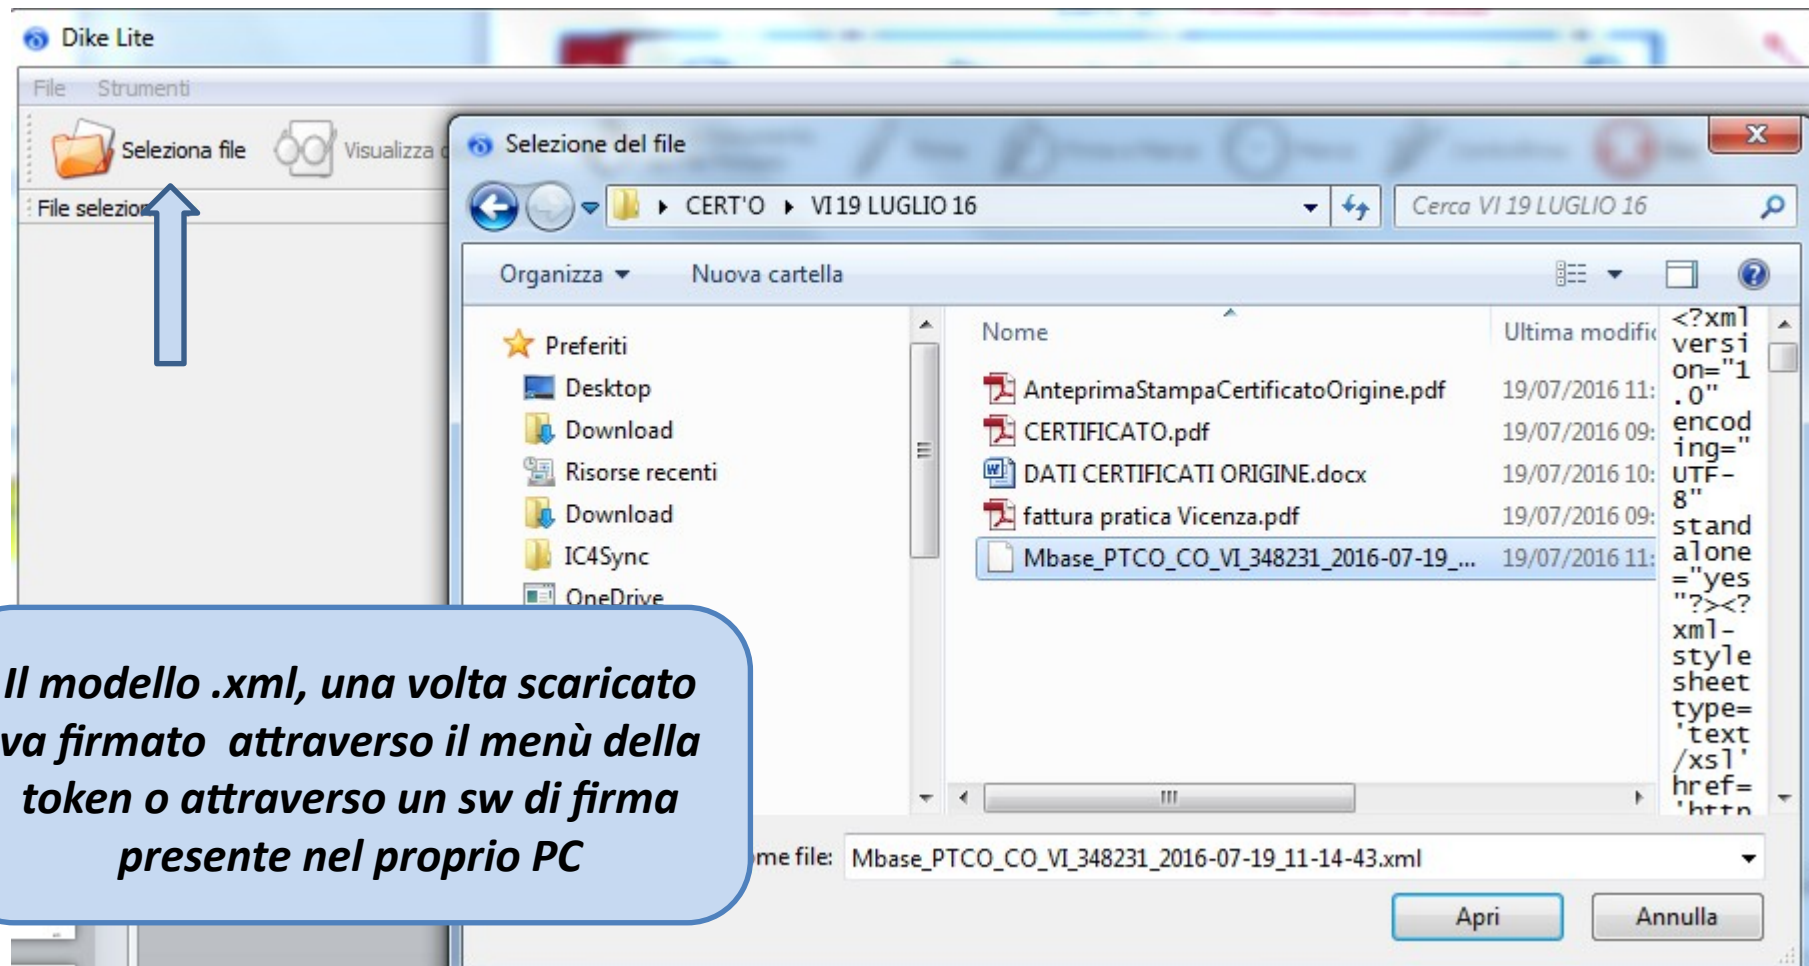 Dike Lite
File Strumenti
Seleziona file Visualizza
File selezion
Selezione del file
CERT'O VI 19 LUGLIO 16
Cerca VI 19 LUGLIO 16
Organizza Nuova cartella
Preferiti
Desktop
Download
Risorse recenti
Download
IC4Sync
OneDrive
Nome Ultima modific
AnteprimaStampaCertificatoOrigine.pdf 19/07/2016 11:
CERTIFICATO.pdf 19/07/2016 09:
DATI CERTIFICATI ORIGINE.docx 19/07/2016 10:
fattura pratica Vicenza.pdf 19/07/2016 09:
Mbase_PTCO_CO_VI_348231_2016-07-19_... 19/07/2016 11:
<?xml
versi
on="1
.0"
encod
ing="
UTF-
8"
stand
alone
="yes
"?><?
xml-
style
sheet
type=
'text
/xsl'
href=
'http
Il modello .xml, una volta scaricato
va firmato attraverso il menù della
token o attraverso un sw di firma
presente nel proprio PC
me file: Mbase_PTCO_CO_VI_348231_2016-07-19_11-14-43.xml
Apri Annulla